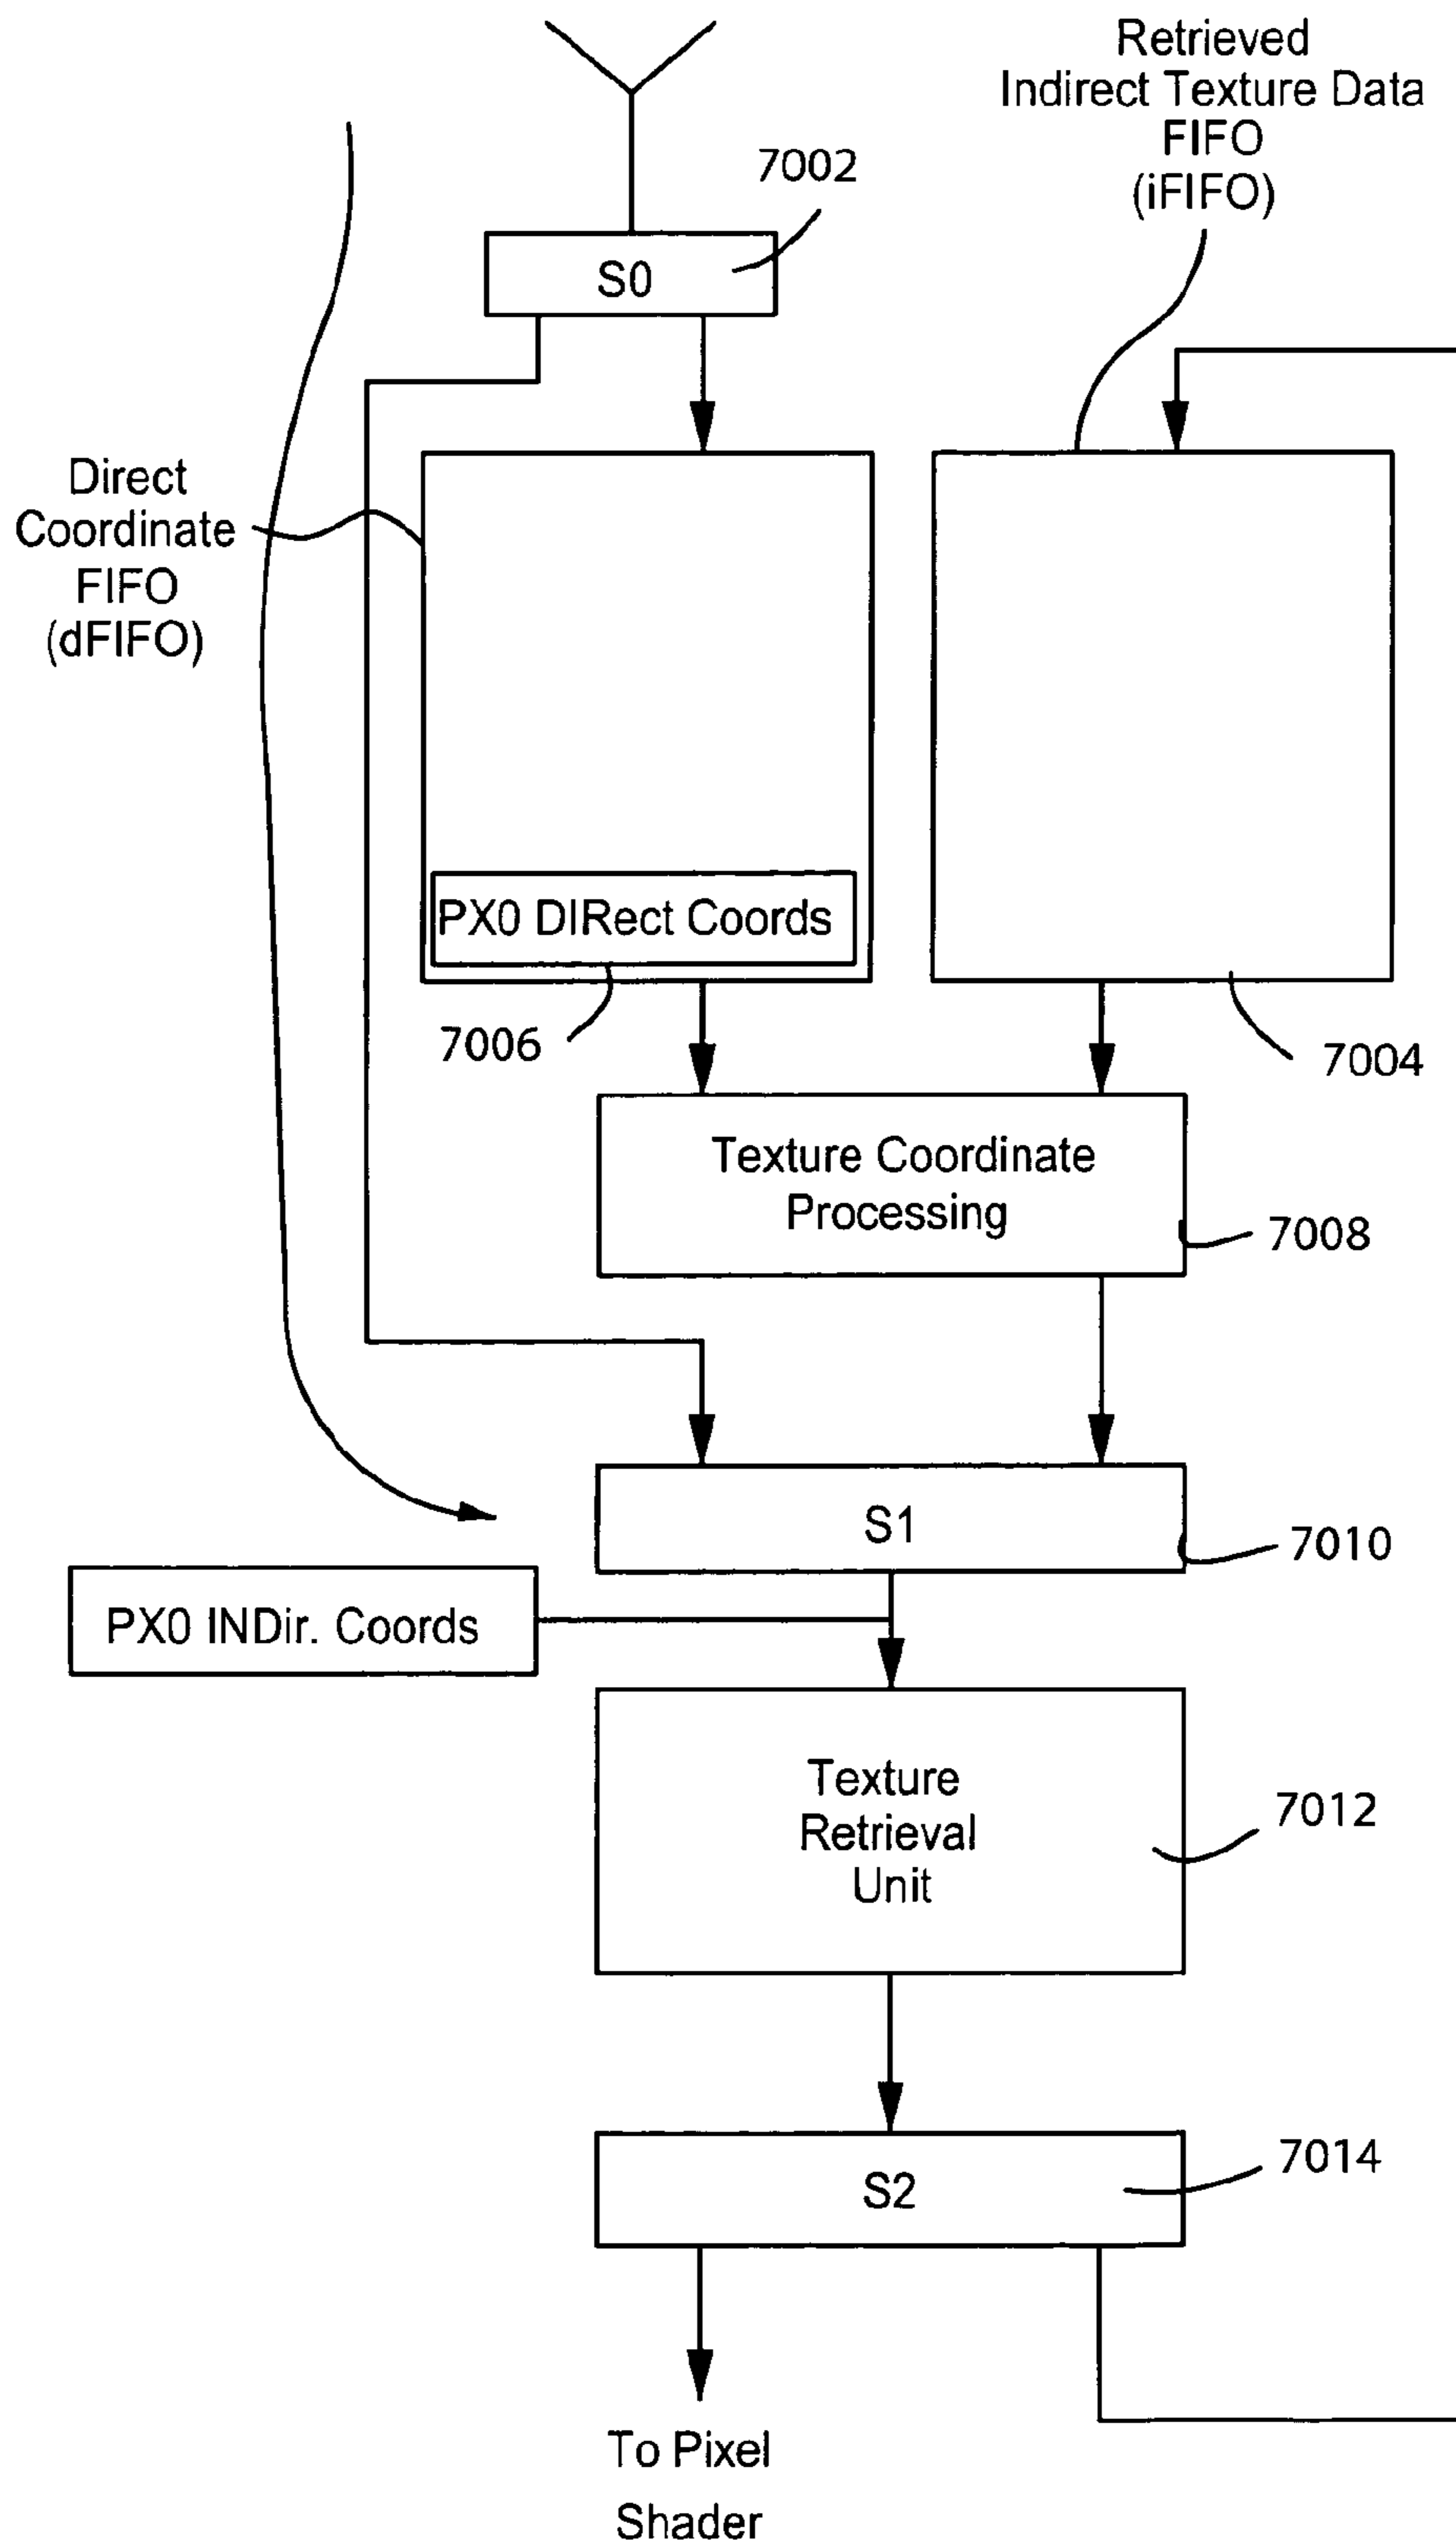 Retrieved
Indirect Texture Data
FIFO
(iFIFO)
7002
S0
Direct
Coordinate
FIFO
(dFIFO)
PX0 DIRect Coords
7006
7004
Texture Coordinate
Processing
7008
S1
7010
PX0 INDir. Coords
Texture
Retrieval
Unit
7012
S2
7014
To Pixel
Shader